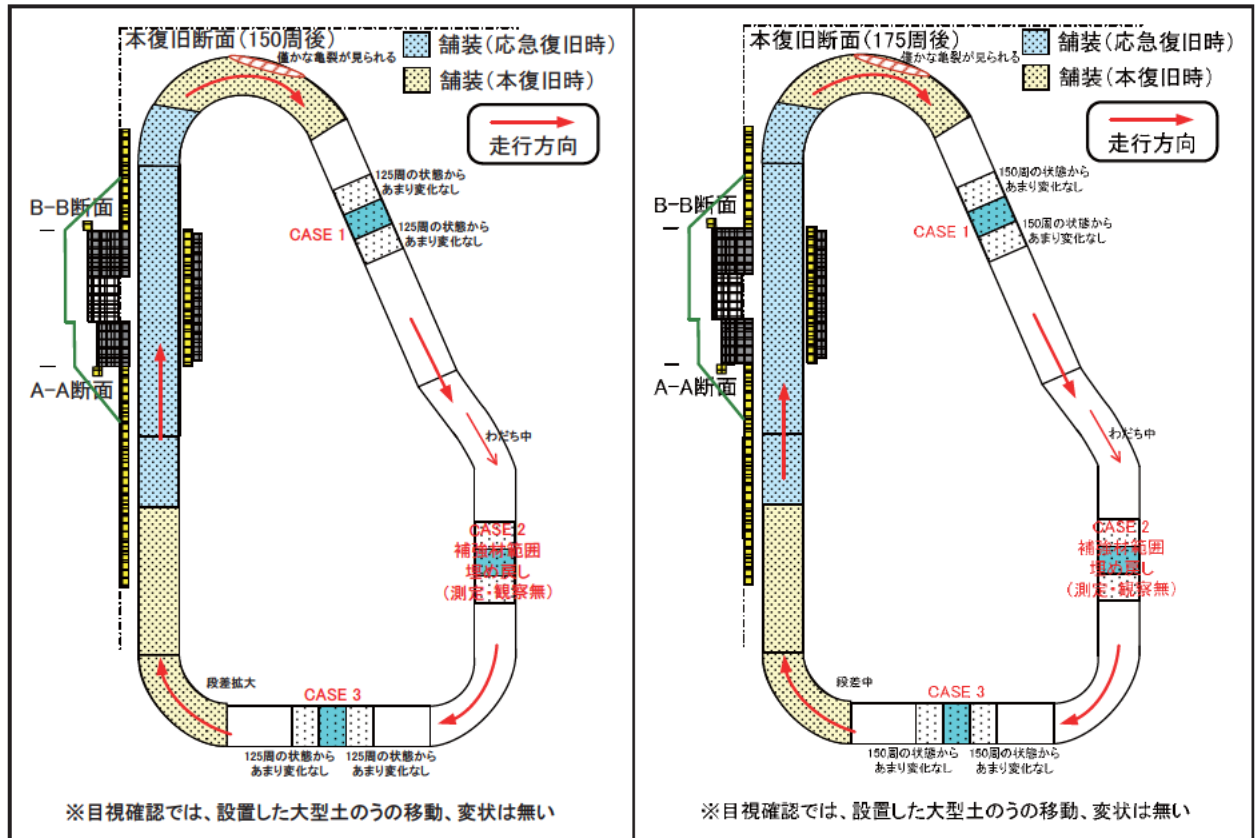 本復旧断面(150周後)
僅かな亀裂が見られる
舗装(応急復旧時)
舗装(本復旧時)
走行方向
B-B断面
A-A断面
125周の状態から
あまり変化なし
CASE 1
125周の状態から
あまり変化なし
わだち中
CASE 2
補強材範囲
埋め戻し
(測定・観察無)
段差拡大
CASE 3
125周の状態から
あまり変化なし
125周の状態から
あまり変化なし
※目視確認では、設置した大型土のうの移動、変状は無い
本復旧断面(175周後)
僅かな亀裂が見られる
舗装(応急復旧時)
舗装(本復旧時)
走行方向
B-B断面
A-A断面
150周の状態から
あまり変化なし
CASE 1
150周の状態から
あまり変化なし
わだち中
CASE 2
補強材範囲
埋め戻し
(測定・観察無)
段差中
CASE 3
150周の状態から
あまり変化なし
150周の状態から
あまり変化なし
※目視確認では、設置した大型土のうの移動、変状は無い